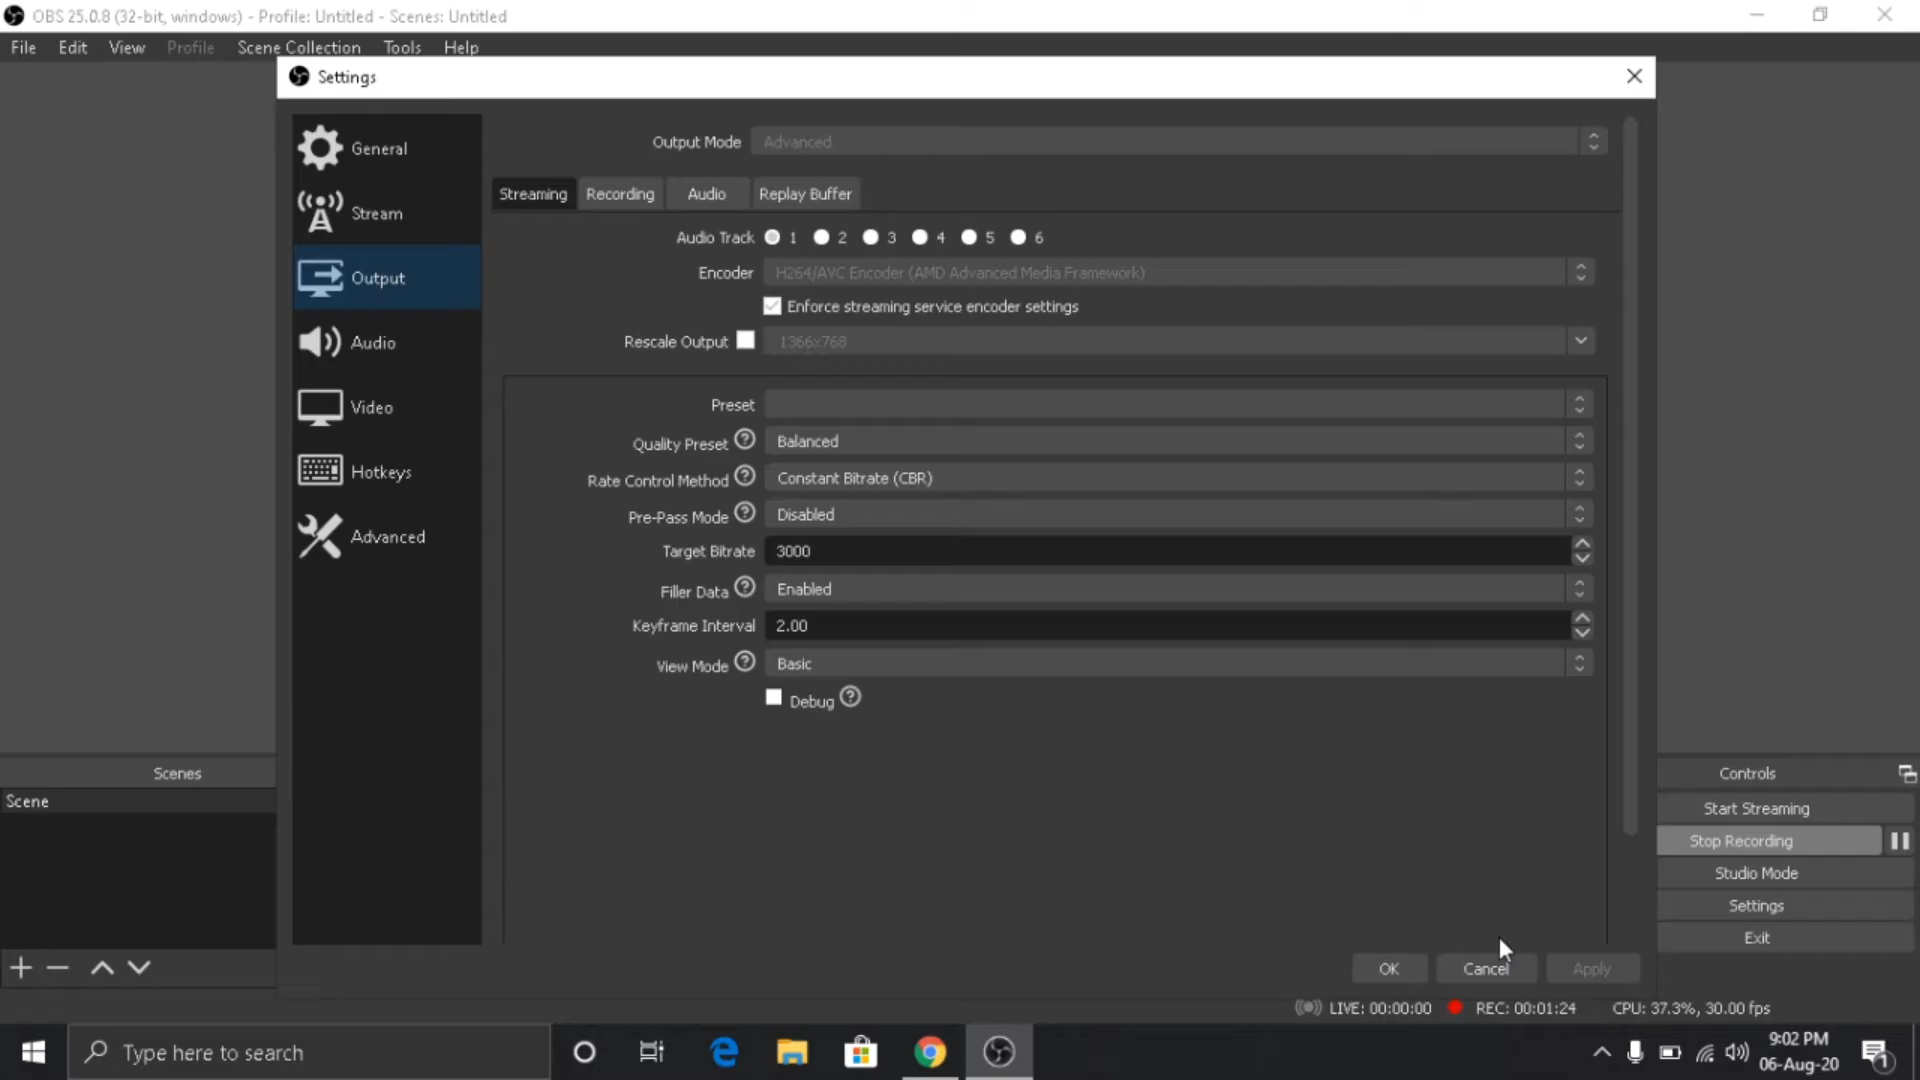 OBS 25.0.8 (32-bit, windows) - Profile: Untitled - Scenes: Untitled
File Edit View Profile Scene Collection Tools Help
Settings
General
Stream
Output
Audio
Video
Hotkeys
Advanced
Output Mode Advanced
Streaming Recording Audio Replay Buffer
Audio Track 1 2 3 4 5 6
Encoder H264/AVC Encoder (AMD Advanced Media Framework)
Enforce streaming service encoder settings
Rescale Output 1366x768
Preset
Quality Preset ? Balanced
Rate Control Method ? Constant Bitrate (CBR)
Pre-Pass Mode ? Disabled
Target Bitrate 3000
Filler Data ? Enabled
Keyframe Interval 2.00
View Mode ? Basic
Debug ?
OK Cancel Apply
Scenes
Scene
Controls
Start Streaming
Stop Recording
Studio Mode
Settings
Exit
LIVE: 00:00:00 REC: 00:01:24 CPU: 37.3%, 30.00 fps
Type here to search
9:02 PM
06-Aug-20
1